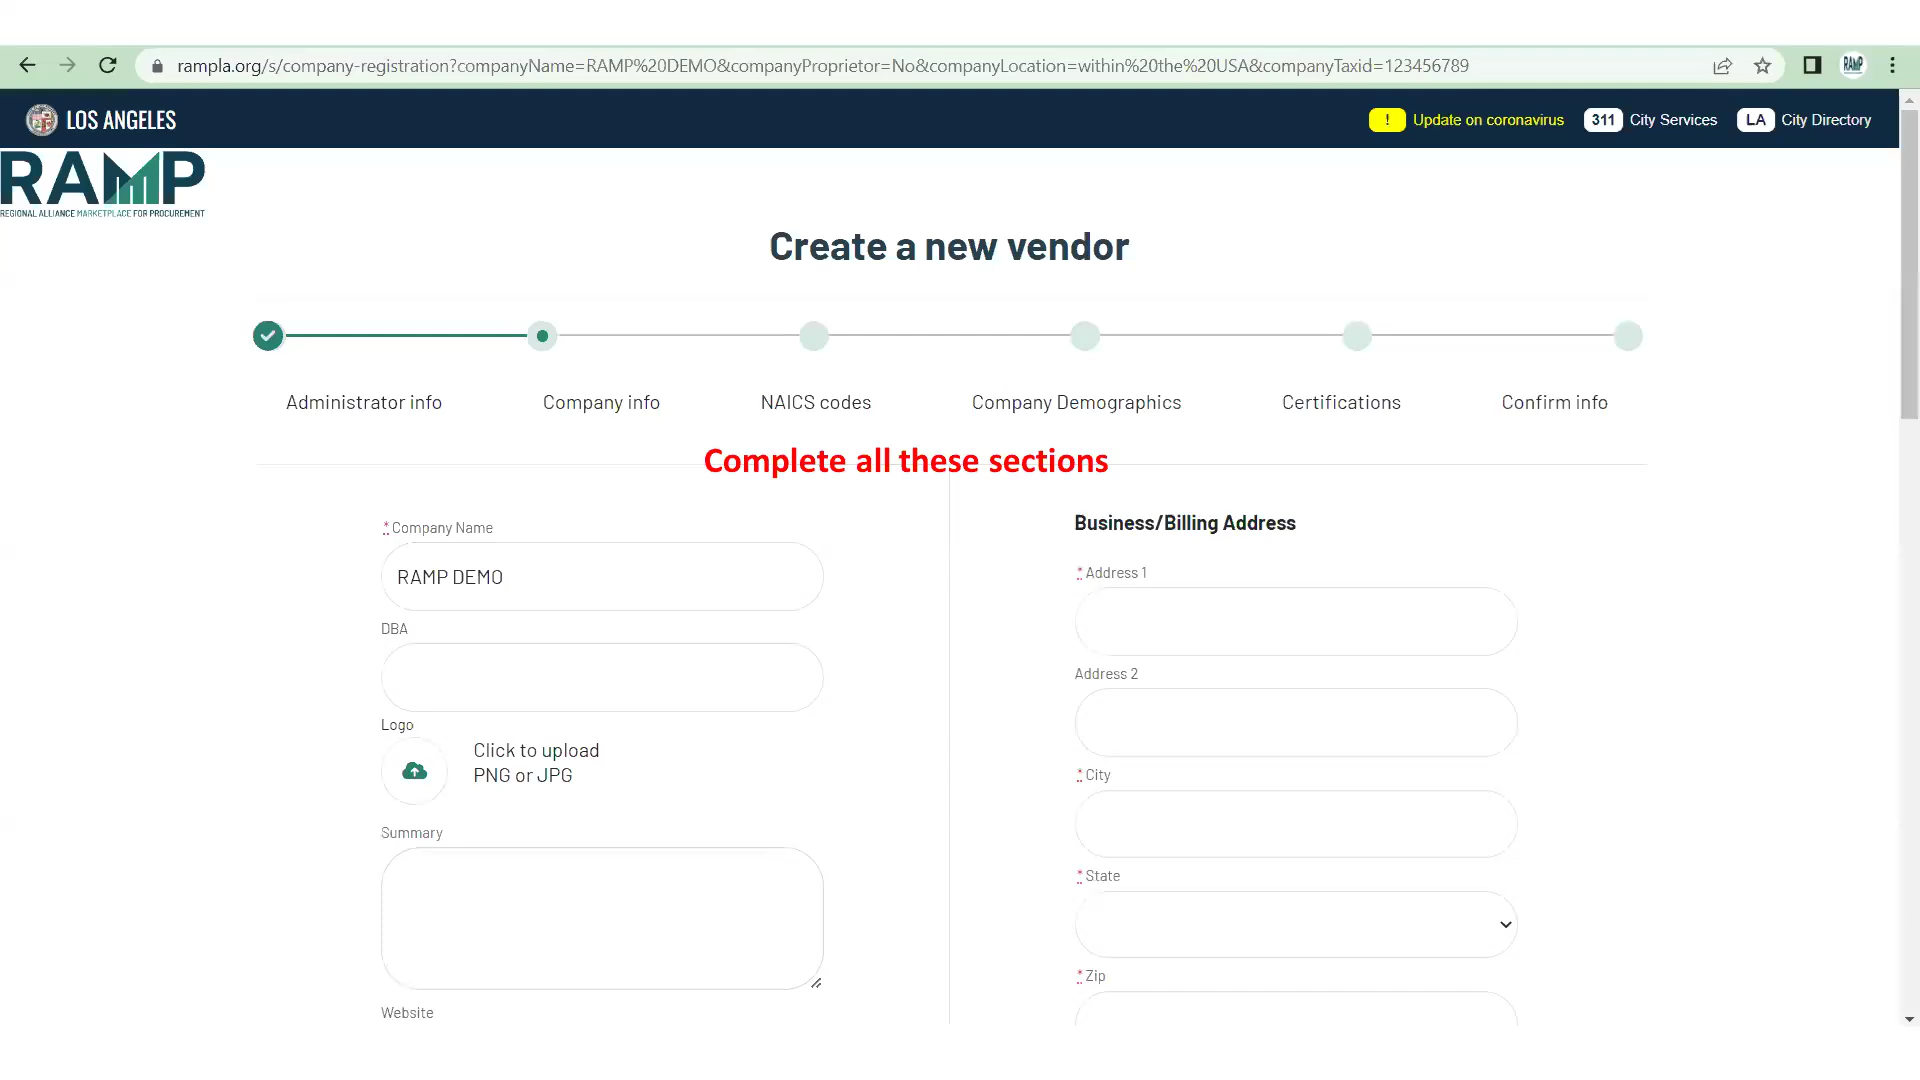 rampla.org/s/company-registration?companyName=RAMP%20DEMO&companyProprietor=No&companyLocation=within%20the%20USA&companyTaxid=123456789
RAMP
LOS ANGELES
! Update on coronavirus
311 City Services
LA City Directory
RAMP
REGIONAL ALLIANCE MARKETPLACE FOR PROCUREMENT
Create a new vendor
Administrator info
Company info
NAICS codes
Company Demographics
Certifications
Confirm info
Complete all these sections
* Company Name
RAMP DEMO
DBA
Logo
Click to upload
PNG or JPG
Summary
Website
Business/Billing Address
* Address 1
Address 2
* City
* State
* Zip